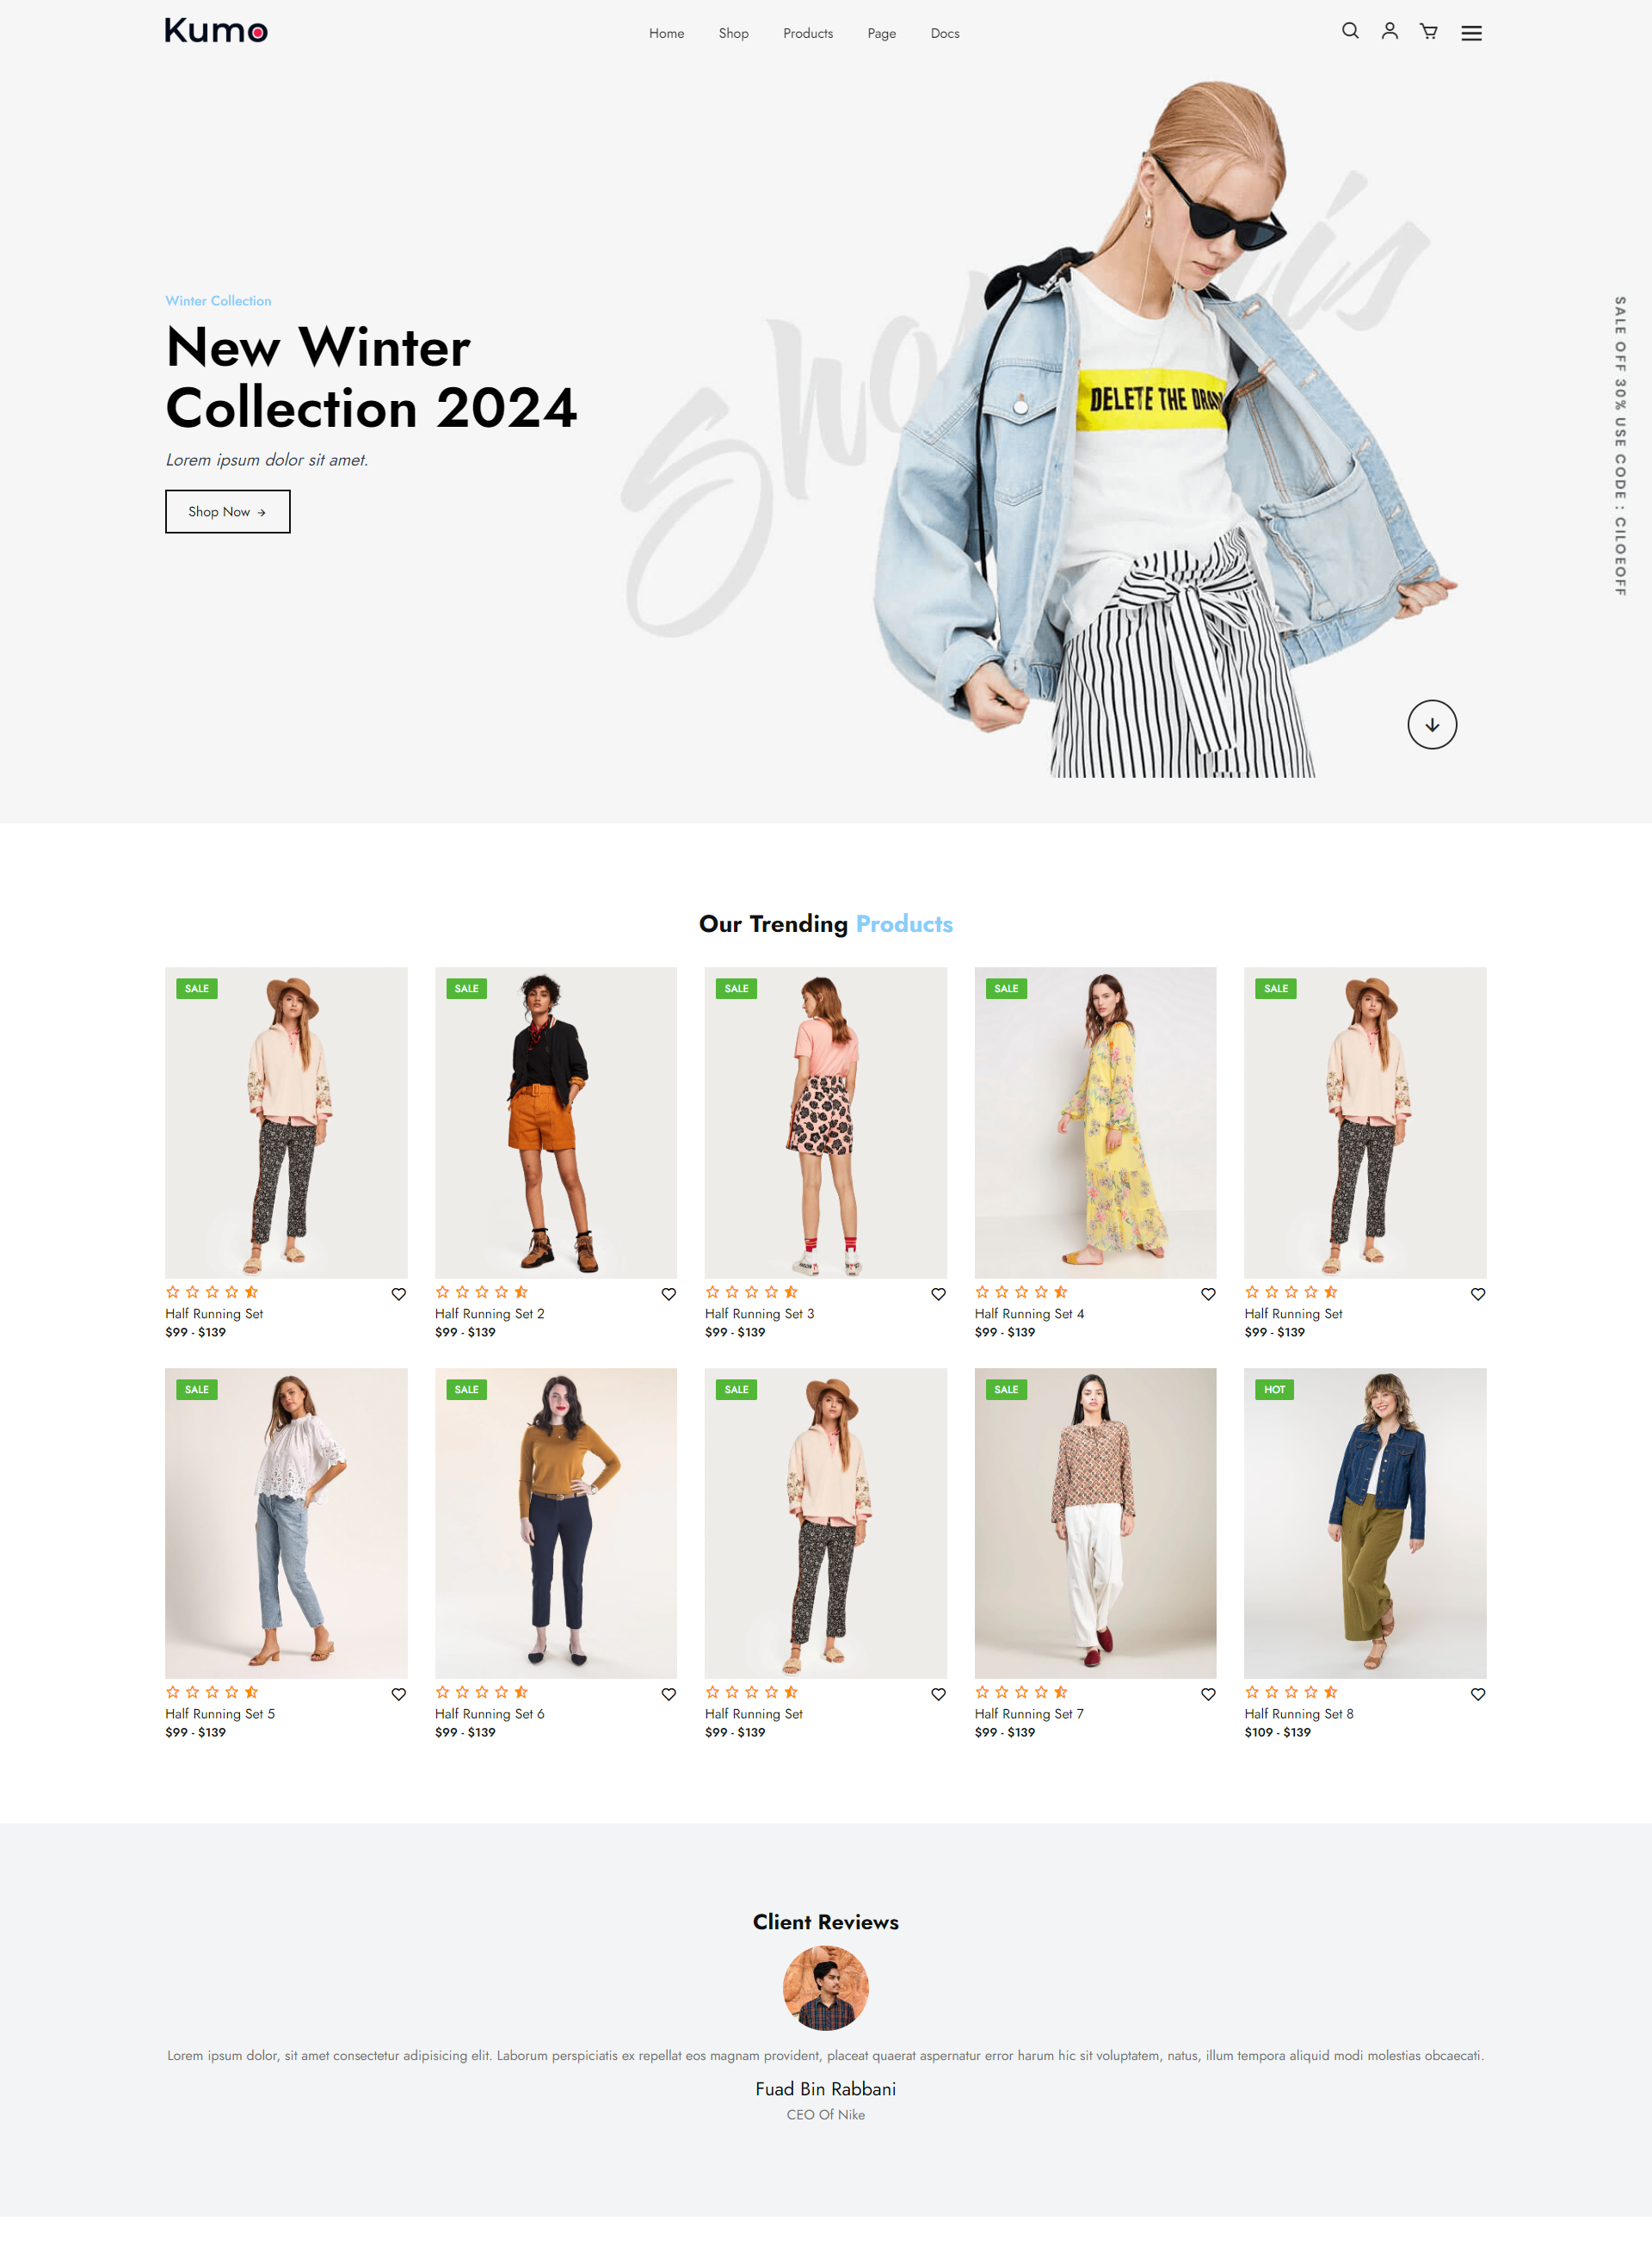 Kumo
Home Shop Products Page Docs
Winter Collection
New Winter
Collection 2024
Lorem ipsum dolor sit amet.
Shop Now
DELETE THE DRAM
SALE OFF 30% USE CODE : CILOEOFF
Our Trending Products
SALE SALE SALE SALE SALE
Half Running Set
$99 - $139
Half Running Set 2
$99 - $139
Half Running Set 3
$99 - $139
Half Running Set 4
$99 - $139
Half Running Set
$99 - $139
SALE SALE SALE SALE HOT
Half Running Set 5
$99 - $139
Half Running Set 6
$99 - $139
Half Running Set
$99 - $139
Half Running Set 7
$99 - $139
Half Running Set 8
$109 - $139
Client Reviews
Lorem ipsum dolor, sit amet consectetur adipisicing elit. Laborum perspiciatis ex repellat eos magnam provident, placeat quaerat aspernatur error harum hic sit voluptatem, natus, illum tempora aliquid modi molestias obcaecati.
Fuad Bin Rabbani
CEO Of Nike